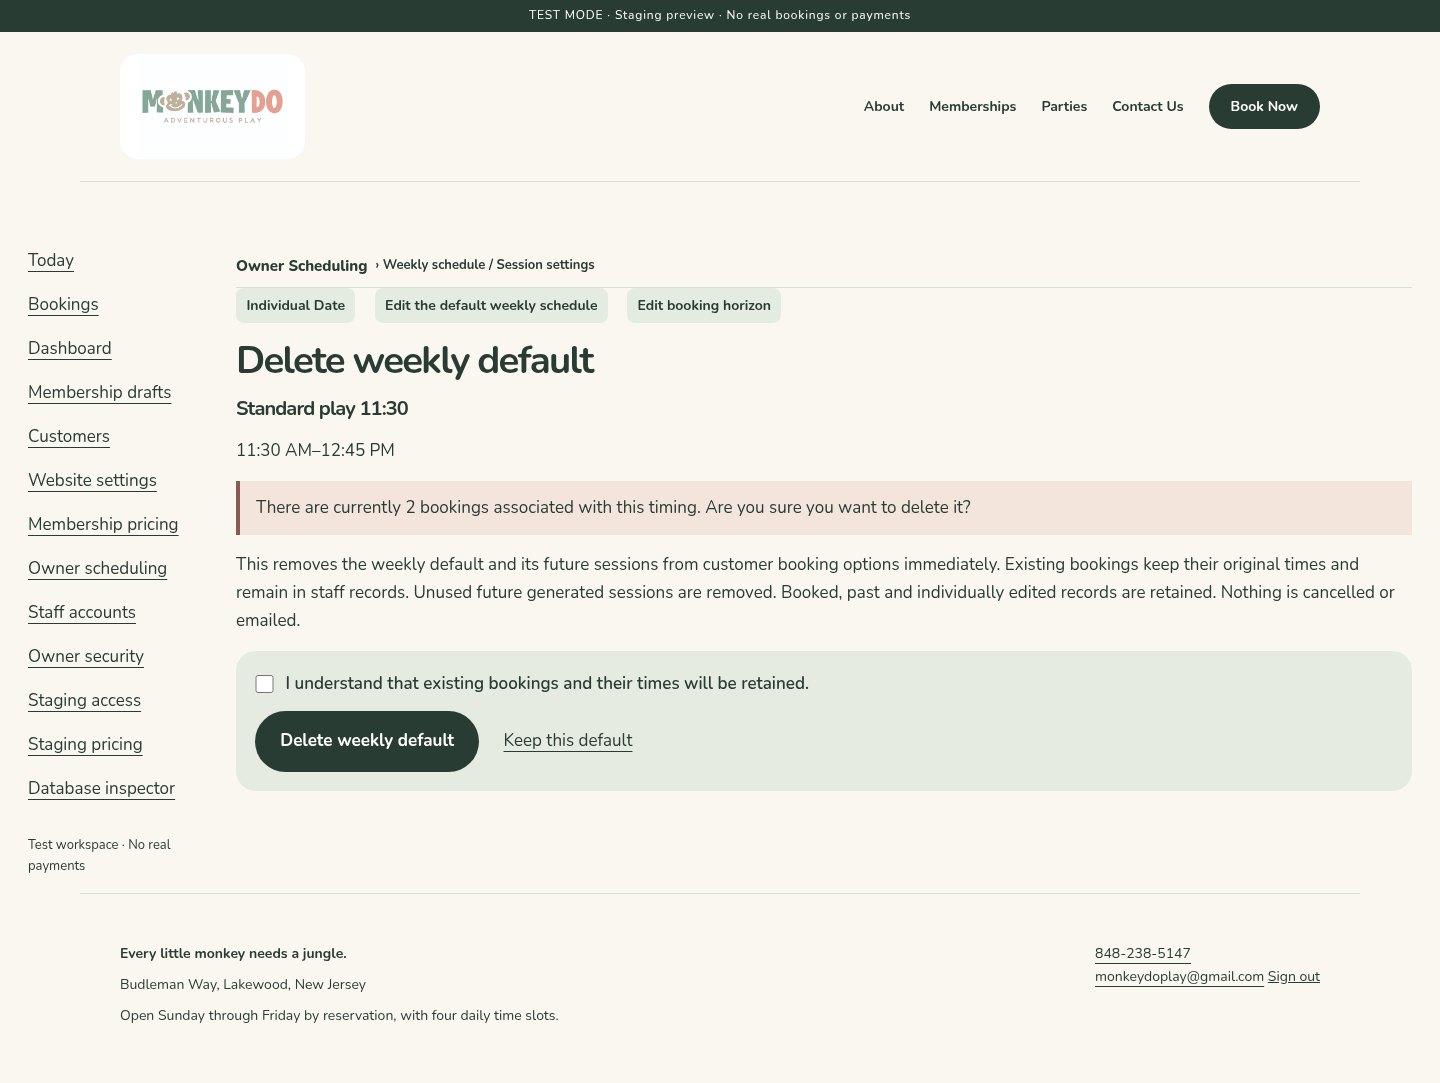 TEST MODE · Staging preview · No real bookings or payments
MONKEYDO
ADVENTUROUS PLAY
About Memberships Parties Contact Us Book Now
Today
Bookings
Dashboard
Membership drafts
Customers
Website settings
Membership pricing
Owner scheduling
Staff accounts
Owner security
Staging access
Staging pricing
Database inspector
Test workspace · No real
payments
Owner Scheduling › Weekly schedule / Session settings
Individual Date Edit the default weekly schedule Edit booking horizon
Delete weekly default
Standard play 11:30
11:30 AM–12:45 PM
There are currently 2 bookings associated with this timing. Are you sure you want to delete it?
This removes the weekly default and its future sessions from customer booking options immediately. Existing bookings keep their original times and
remain in staff records. Unused future generated sessions are removed. Booked, past and individually edited records are retained. Nothing is cancelled or
emailed.
I understand that existing bookings and their times will be retained.
Delete weekly default Keep this default
Every little monkey needs a jungle.
Budleman Way, Lakewood, New Jersey
Open Sunday through Friday by reservation, with four daily time slots.
848-238-5147
monkeydoplay@gmail.com Sign out